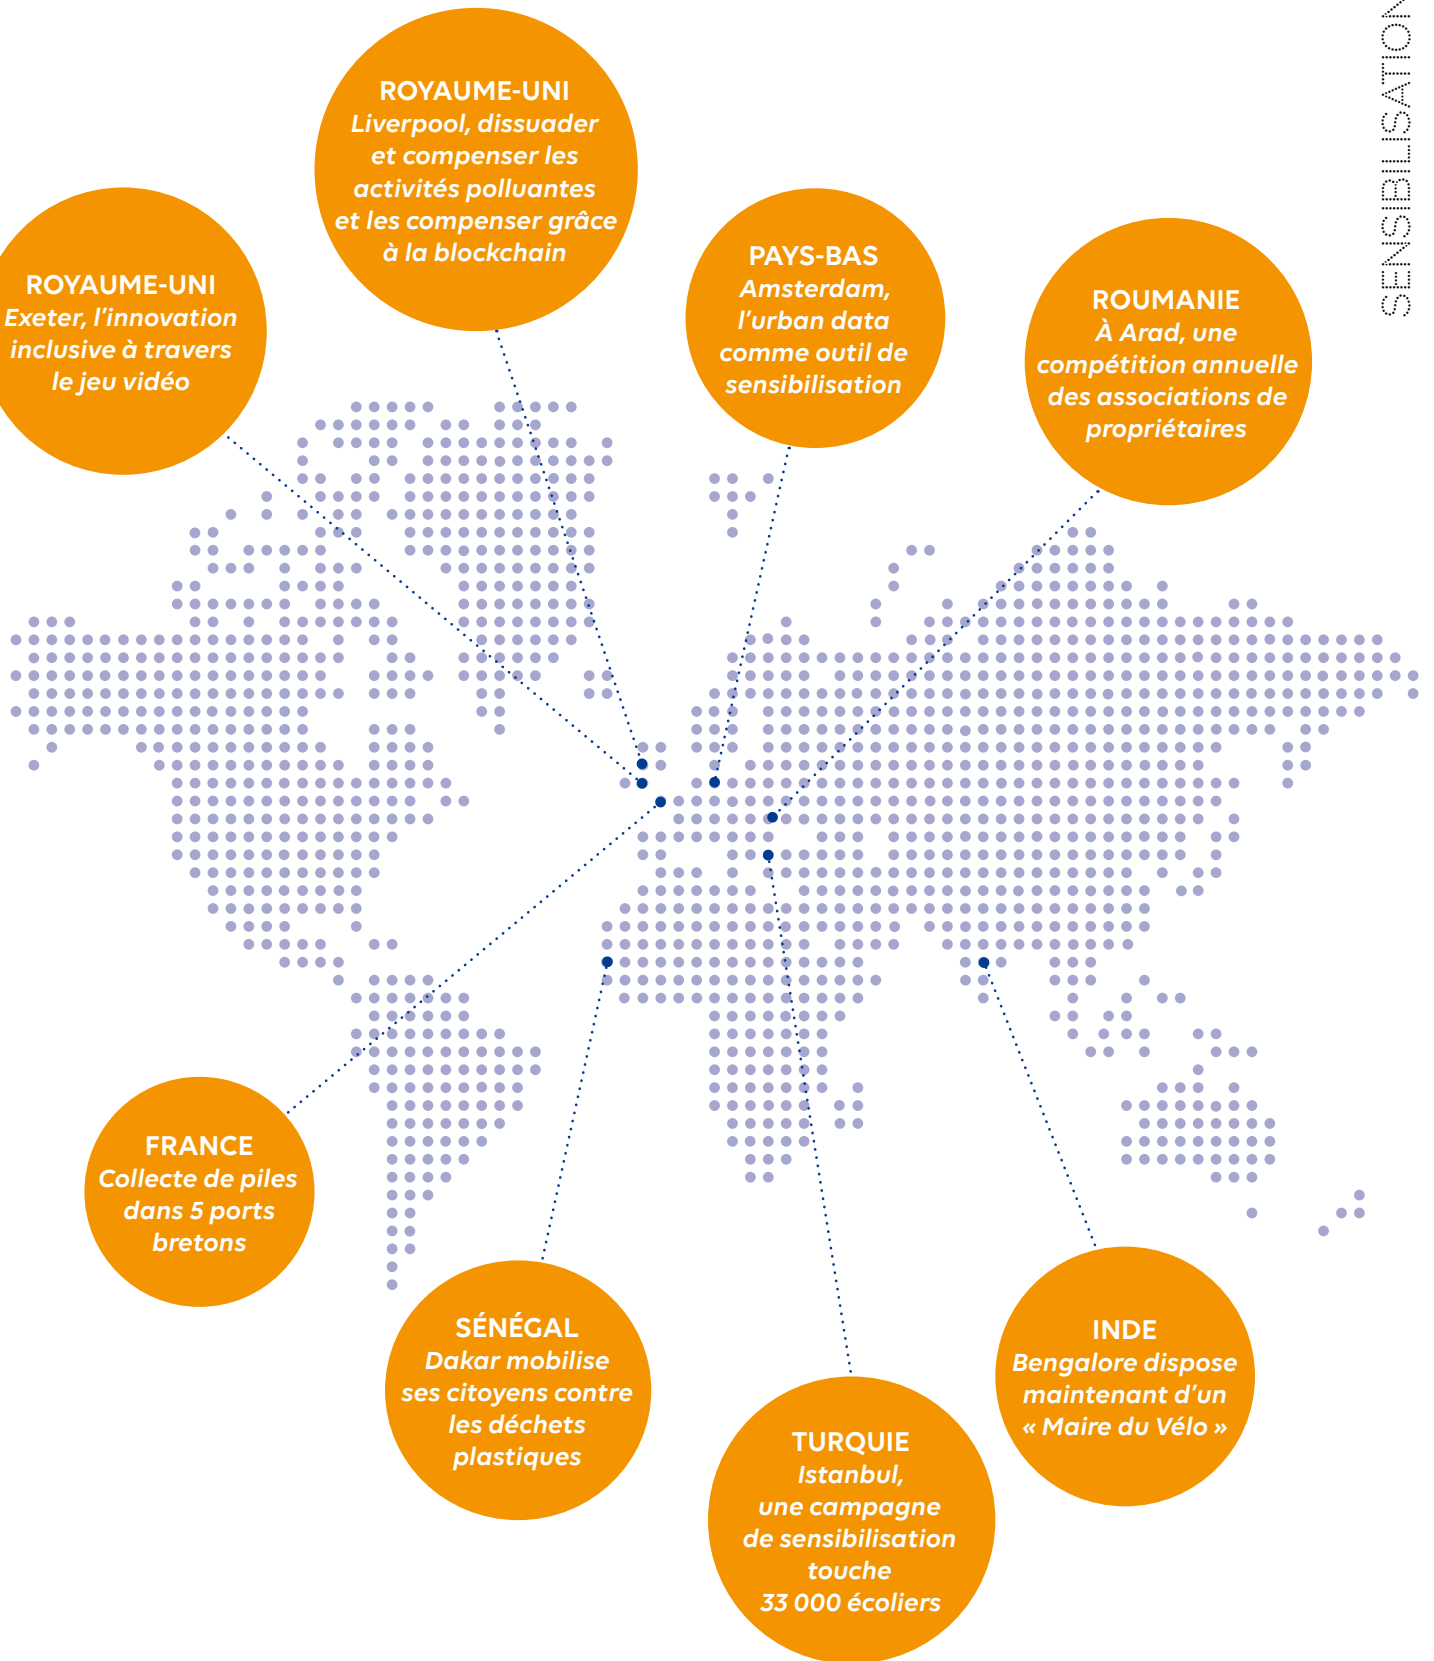 SENSIBILISATION
ROYAUME-UNI
Liverpool, dissuader
et compenser les
activités polluantes
et les compenser grâce
à la blockchain
ROYAUME-UNI
Exeter, l'innovation
inclusive à travers
le jeu vidéo
PAYS-BAS
Amsterdam,
l'urban data
comme outil de
sensibilisation
ROUMANIE
À Arad, une
compétition annuelle
des associations de
propriétaires
FRANCE
Collecte de piles
dans 5 ports
bretons
SÉNÉGAL
Dakar mobilise
ses citoyens contre
les déchets
plastiques
TURQUIE
Istanbul,
une campagne
de sensibilisation
touche
33 000 écoliers
INDE
Bengalore dispose
maintenant d'un
« Maire du Vélo »